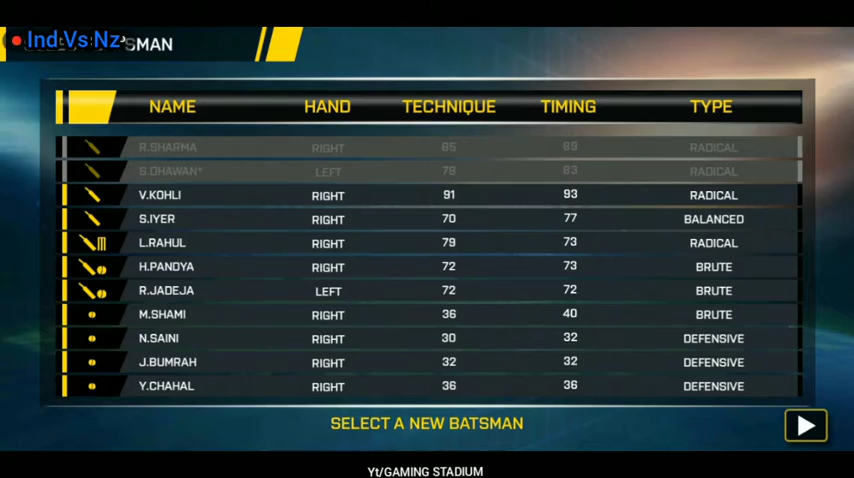 Ind Vs Nz
SMAN
NAME HAND TECHNIQUE TIMING TYPE
R.SHARMA RIGHT 85 89 RADICAL
S.DHAWAN* LEFT 79 83 RADICAL
V.KOHLI RIGHT 91 93 RADICAL
S.IYER RIGHT 70 77 BALANCED
L.RAHUL RIGHT 79 73 RADICAL
H.PANDYA RIGHT 72 73 BRUTE
R.JADEJA LEFT 72 72 BRUTE
M.SHAMI RIGHT 36 40 BRUTE
N.SAINI RIGHT 30 32 DEFENSIVE
J.BUMRAH RIGHT 32 32 DEFENSIVE
Y.CHAHAL RIGHT 36 36 DEFENSIVE
SELECT A NEW BATSMAN
Yt/GAMING STADIUM